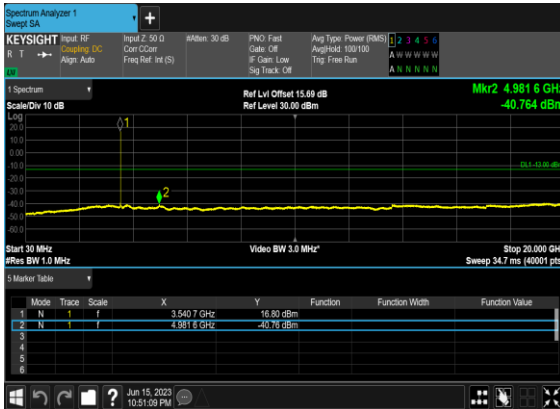 Spectrum Analyzer 1
Swept SA
+
KEYSIGHT Input: RF Input Z: 50 Ω #Atten: 30 dB PNO: Fast Avg Type: Power (RMS) 1 2 3 4 5 6
R T Coupling: DC Corr CCorr Gate: Off Avg|Hold: 100/100 A W W W W W
Align: Auto Freq Ref: Int (S) IF Gain: Low Trig: Free Run
Sig Track: Off A N N N N N
LXI
1 Spectrum Ref Lvl Offset 15.69 dB Mkr2 4.981 6 GHz
Scale/Div 10 dB Ref Level 30.00 dBm -40.764 dBm
Log
20.0
10.0
0.00
-10.0 DL1 -13.00 dBm
-20.0
-30.0
-40.0
-50.0
-60.0
1
2
Start 30 MHz Video BW 3.0 MHz* Stop 20.000 GHz
#Res BW 1.0 MHz Sweep 34.7 ms (40001 pts)
5 Marker Table
Mode Trace Scale X Y Function Function Width Function Value
1 N 1 f 3.540 7 GHz 16.80 dBm
2 N 1 f 4.981 6 GHz -40.76 dBm
3
4
5
6
? Jun 15, 2023
10:51:09 PM